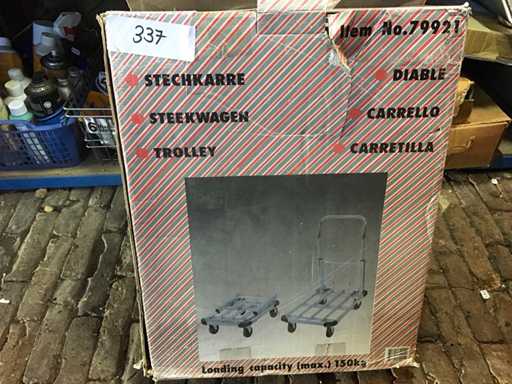 337
Item No.79921
STECHKARRE
DIABLE
STEEKWAGEN
CARRELLO
TROLLEY
CARRETILLA
Loading capacity (max.) 150kg